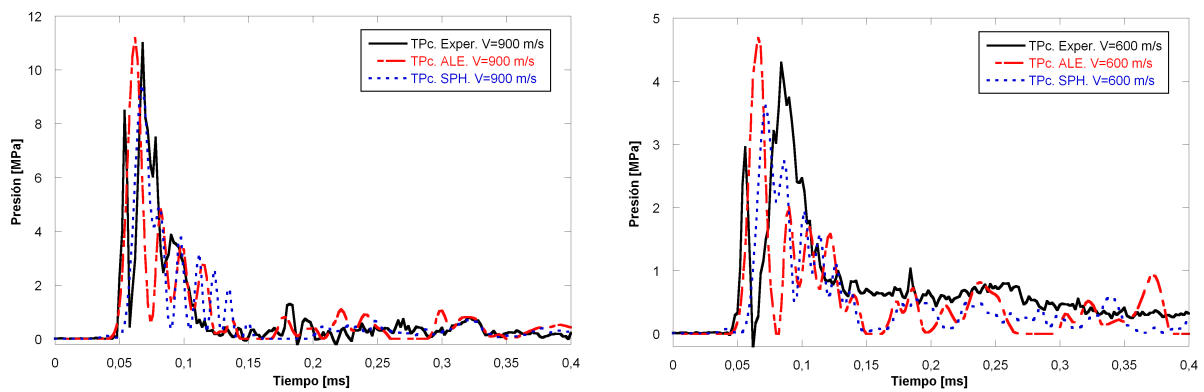 12
10
8
6
4
2
0
Presión [MPa]
TPc. Exper. V=900 m/s
TPc. ALE. V=900 m/s
TPc. SPH. V=900 m/s
0 0,05 0,1 0,15 0,2 0,25 0,3 0,35 0,4
Tiempo [ms]
5
4
3
2
1
0
Presión [MPa]
TPc. Exper. V=600 m/s
TPc. ALE. V=600 m/s
TPc. SPH. V=600 m/s
0 0,05 0,1 0,15 0,2 0,25 0,3 0,35 0,4
Tiempo [ms]